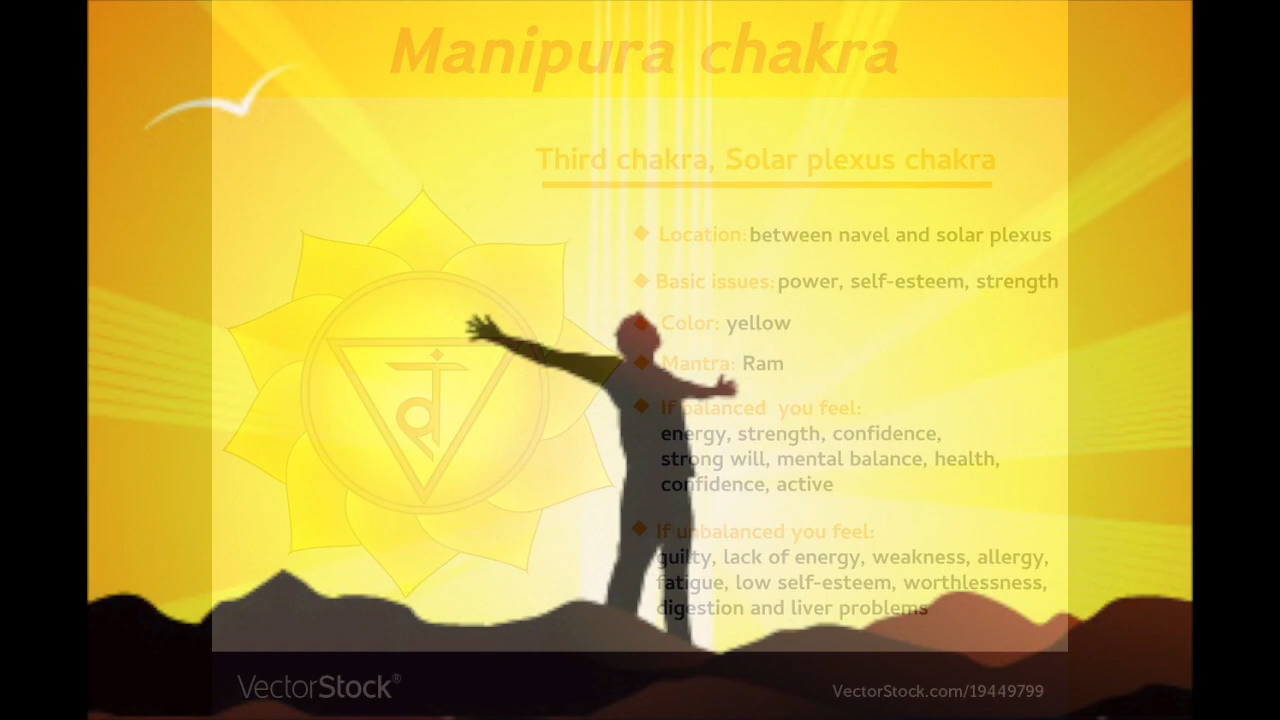 Manipura chakra
Third chakra, Solar plexus chakra
Location: between navel and solar plexus
Basic issues: power, self-esteem, strength
Color: yellow
Mantra: Ram
If balanced you feel:
energy, strength, confidence,
strong will, mental balance, health,
confidence, active
If unbalanced you feel:
guilty, lack of energy, weakness, allergy,
fatigue, low self-esteem, worthlessness,
digestion and liver problems
VectorStock®
VectorStock.com/19449799